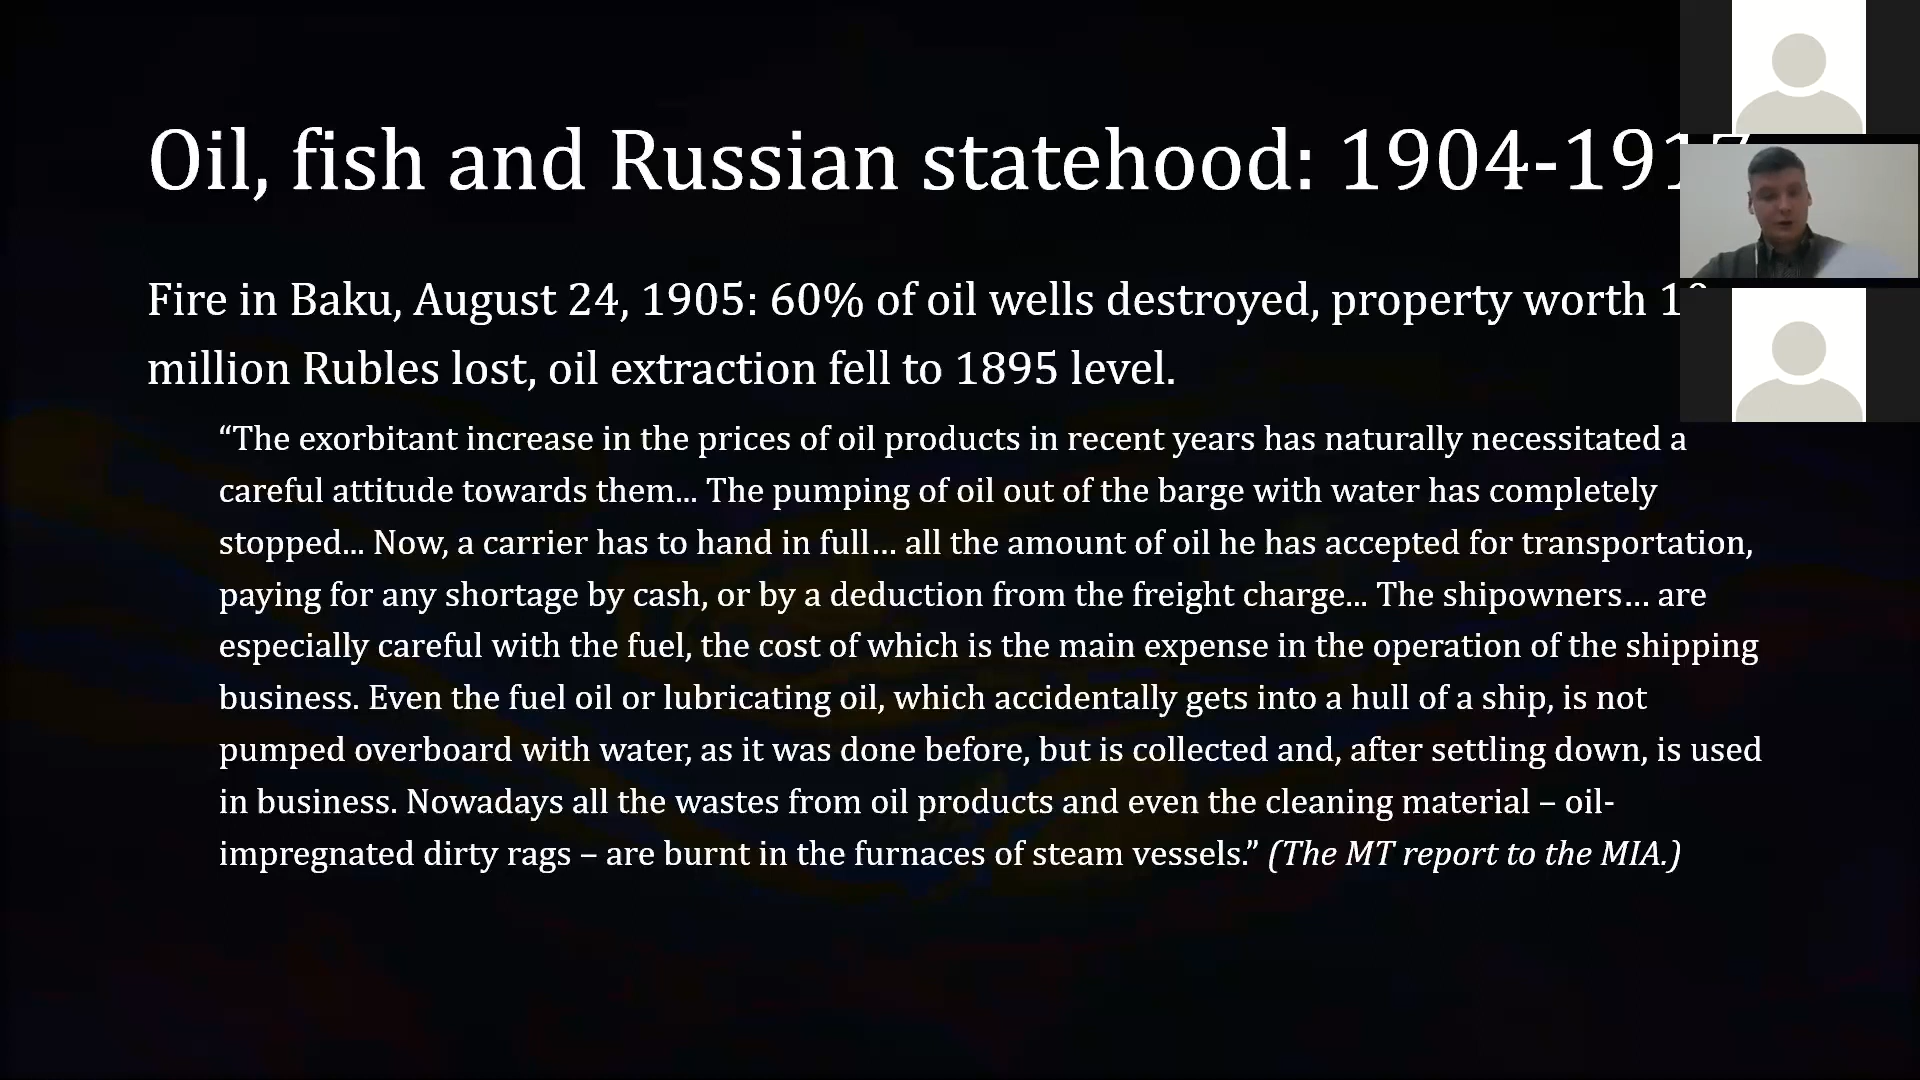 Oil, fish and Russian statehood: 1904-1917
Fire in Baku, August 24, 1905: 60% of oil wells destroyed, property worth
million Rubles lost, oil extraction fell to 1895 level.
“The exorbitant increase in the prices of oil products in recent years has naturally necessitated a
careful attitude towards them... The pumping of oil out of the barge with water has completely
stopped... Now, a carrier has to hand in full… all the amount of oil he has accepted for transportation,
paying for any shortage by cash, or by a deduction from the freight charge... The shipowners… are
especially careful with the fuel, the cost of which is the main expense in the operation of the shipping
business. Even the fuel oil or lubricating oil, which accidentally gets into a hull of a ship, is not
pumped overboard with water, as it was done before, but is collected and, after settling down, is used
in business. Nowadays all the wastes from oil products and even the cleaning material – oil-
impregnated dirty rags – are burnt in the furnaces of steam vessels.” (The MT report to the MIA.)